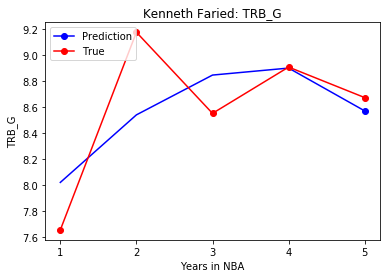 Kenneth Faried: TRB_G
Prediction
True
9.2
9.0
8.8
8.6
8.4
8.2
8.0
7.8
7.6
TRB_G
1 2 3 4 5
Years in NBA